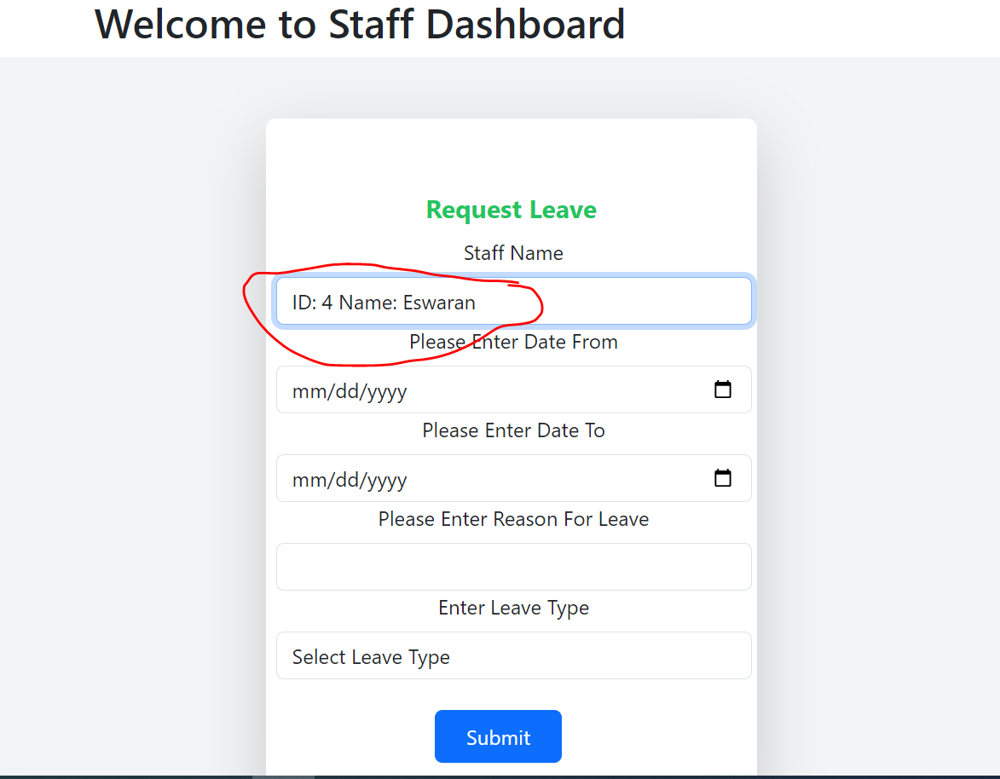 Welcome to Staff Dashboard
Request Leave
Staff Name
ID: 4 Name: Eswaran
Please Enter Date From
mm/dd/yyyy
Please Enter Date To
mm/dd/yyyy
Please Enter Reason For Leave
Enter Leave Type
Select Leave Type
Submit